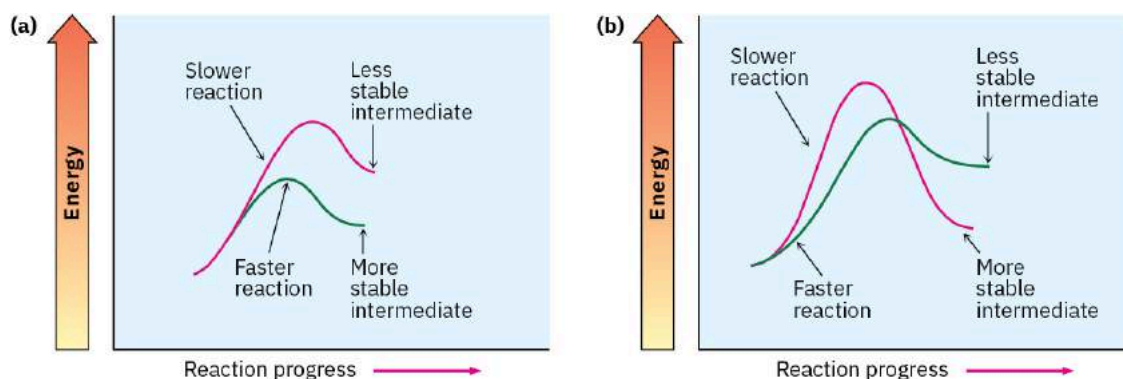 (a)
Energy
Slower
reaction
Less
stable
intermediate
Faster
reaction
More
stable
intermediate
Reaction progress
(b)
Energy
Slower
reaction
Less
stable
intermediate
Faster
reaction
More
stable
intermediate
Reaction progress